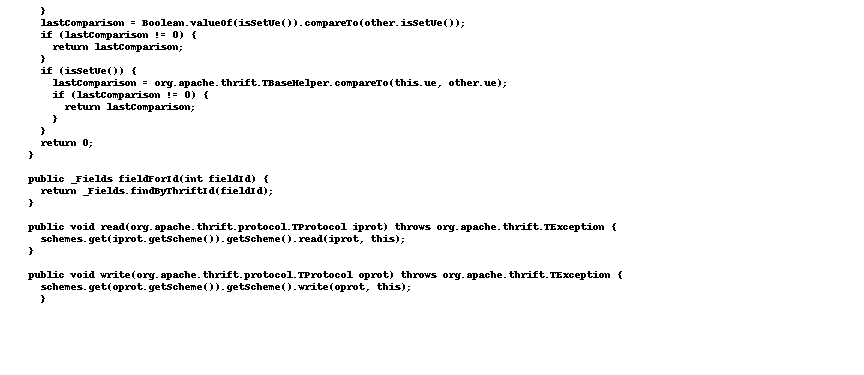 }
lastComparison = Boolean.valueOf(isSetUe()).compareTo(other.isSetUe());
if (lastComparison != 0) {
return lastComparison;
}
if (isSetUe()) {
lastComparison = org.apache.thrift.TBaseHelper.compareTo(this.ue, other.ue);
if (lastComparison != 0) {
return lastComparison;
}
}
return 0;
}
public _Fields fieldForId(int fieldId) {
return _Fields.findByThriftId(fieldId);
}
public void read(org.apache.thrift.protocol.TProtocol iprot) throws org.apache.thrift.TException {
schemes.get(iprot.getScheme()).getScheme().read(iprot, this);
}
public void write(org.apache.thrift.protocol.TProtocol oprot) throws org.apache.thrift.TException {
schemes.get(oprot.getScheme()).getScheme().write(oprot, this);
}